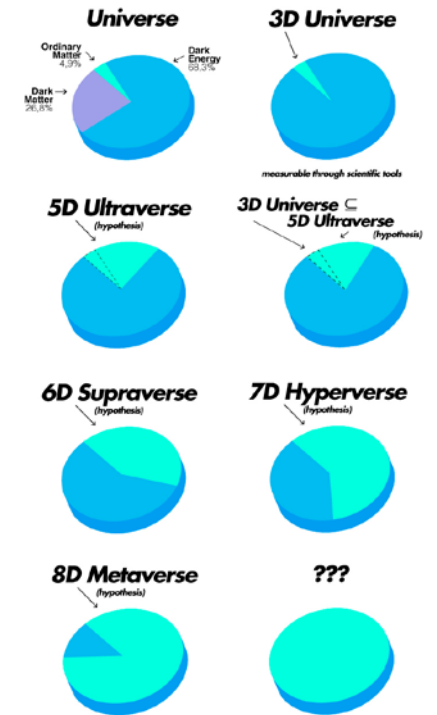 Universe
Ordinary
Matter
4,9%
Dark
Energy
68,3%
Dark
Matter
26,8%
3D Universe
measurable through scientific tools
5D Ultraverse
(hypothesis)
3D Universe ⊆
5D Ultraverse
(hypothesis)
6D Supraverse
(hypothesis)
7D Hyperverse
(hypothesis)
8D Metaverse
(hypothesis)
???